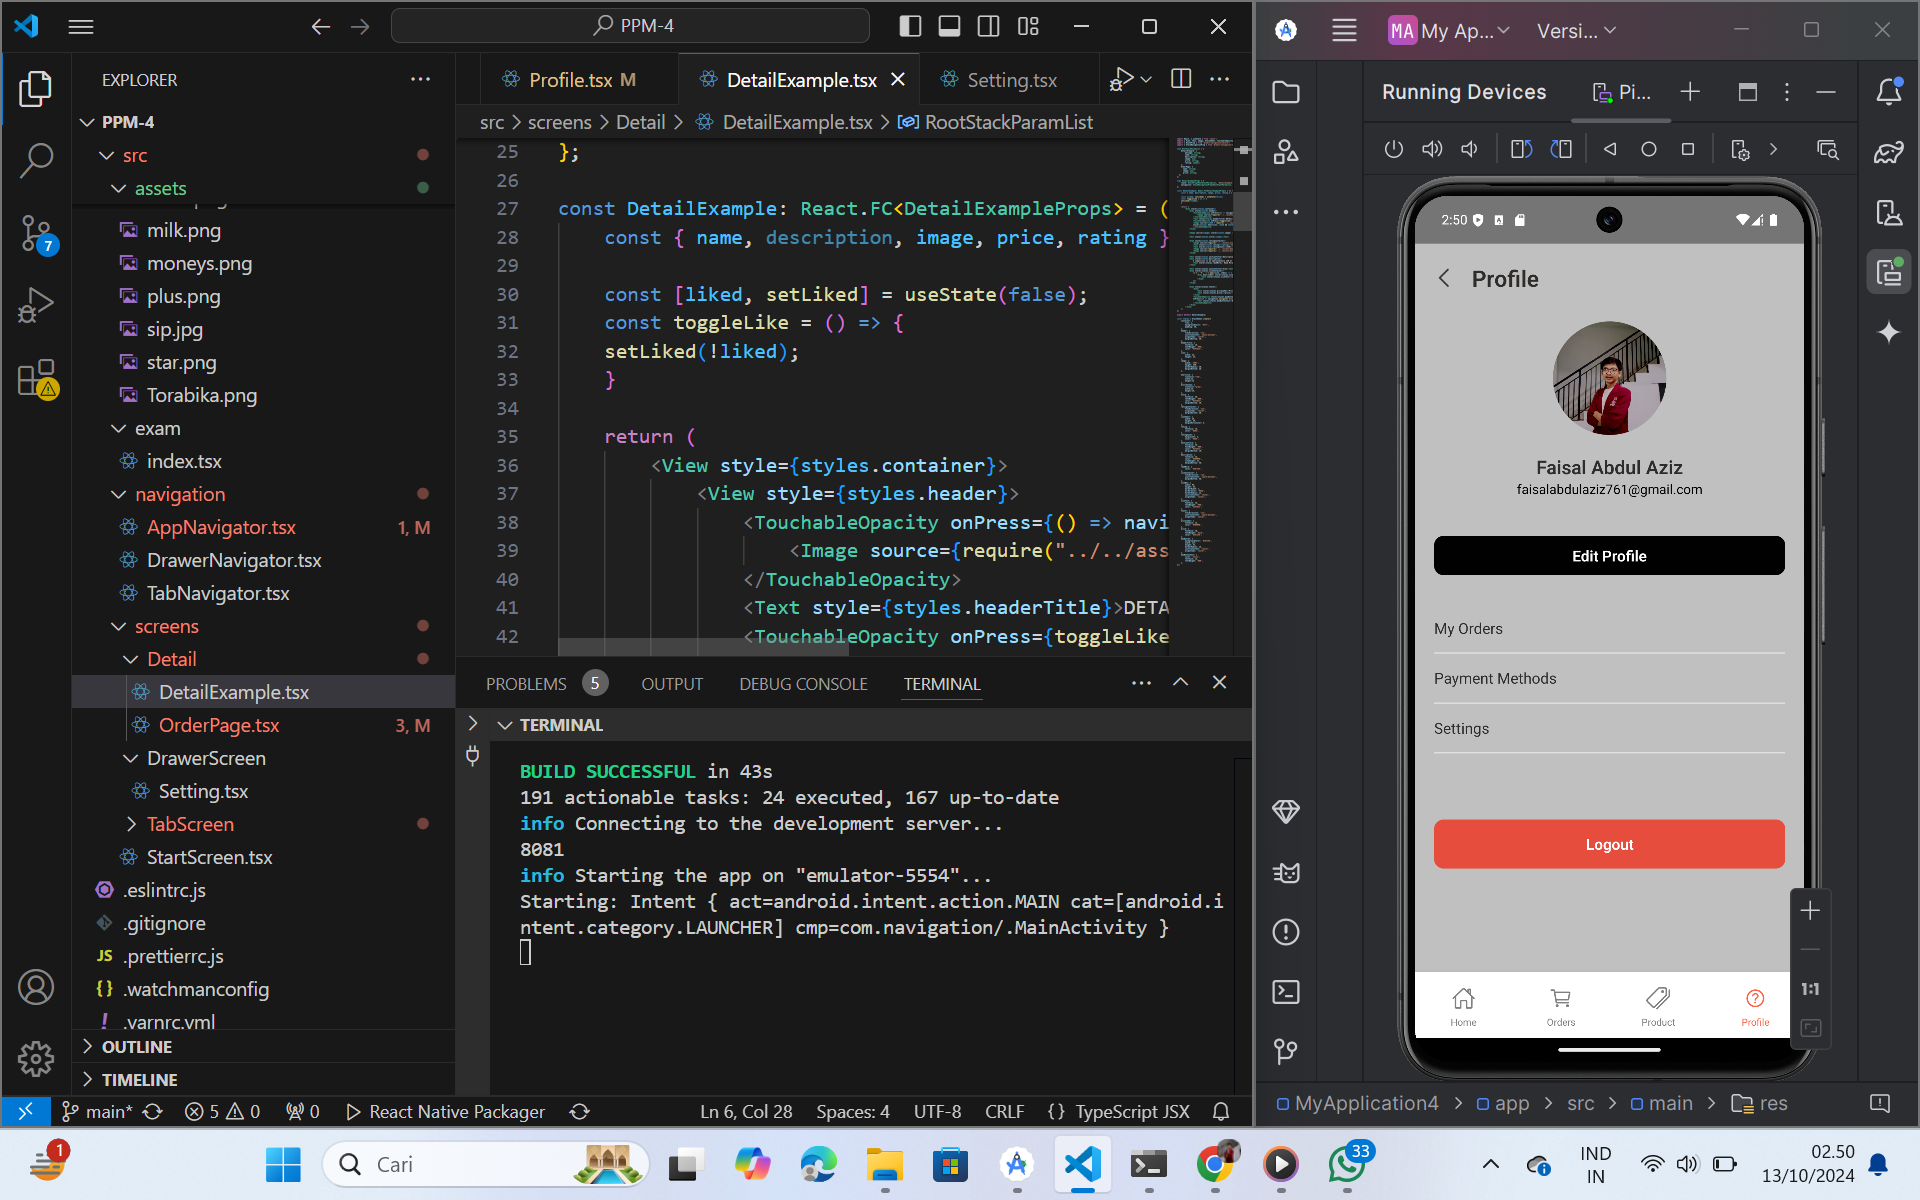 PPM-4
EXPLORER
PPM-4
src
assets
milk.png
moneys.png
plus.png
sip.jpg
star.png
Torabika.png
exam
index.tsx
navigation
AppNavigator.tsx 1, M
DrawerNavigator.tsx
TabNavigator.tsx
screens
Detail
DetailExample.tsx
OrderPage.tsx 3, M
DrawerScreen
Setting.tsx
TabScreen
StartScreen.tsx
.eslintrc.js
.gitignore
JS .prettierrc.js
{} .watchmanconfig
! .yarnrc.yml
OUTLINE
TIMELINE
7
Profile.tsx M
DetailExample.tsx
Setting.tsx
src > screens > Detail > DetailExample.tsx > RootStackParamList
25 };
26
27 const DetailExample: React.FC<DetailExampleProps> = (
28 const { name, description, image, price, rating }
29
30 const [liked, setLiked] = useState(false);
31 const toggleLike = () => {
32 setLiked(!liked);
33 }
34
35 return (
36 <View style={styles.container}>
37 <View style={styles.header}>
38 <TouchableOpacity onPress={() => navi
39 <Image source={require("../../ass
40 </TouchableOpacity>
41 <Text style={styles.headerTitle}>DETA
42 <TouchableOpacity onPress={toggleLike
PROBLEMS 5 OUTPUT DEBUG CONSOLE TERMINAL
TERMINAL
BUILD SUCCESSFUL in 43s
191 actionable tasks: 24 executed, 167 up-to-date
info Connecting to the development server...
8081
info Starting the app on "emulator-5554"...
Starting: Intent { act=android.intent.action.MAIN cat=[android.i
ntent.category.LAUNCHER] cmp=com.navigation/.MainActivity }
main* 5 0 0 React Native Packager Ln 6, Col 28 Spaces: 4 UTF-8 CRLF {} TypeScript JSX
MA My Ap... Versi...
Running Devices Pi...
2:50
Profile
Faisal Abdul Aziz
faisalabdulaziz761@gmail.com
Edit Profile
My Orders
Payment Methods
Settings
Logout
Home Orders Product Profile
1:1
MyApplication4 > app > src > main > res
1
Cari
33
IND
IN
02.50
13/10/2024